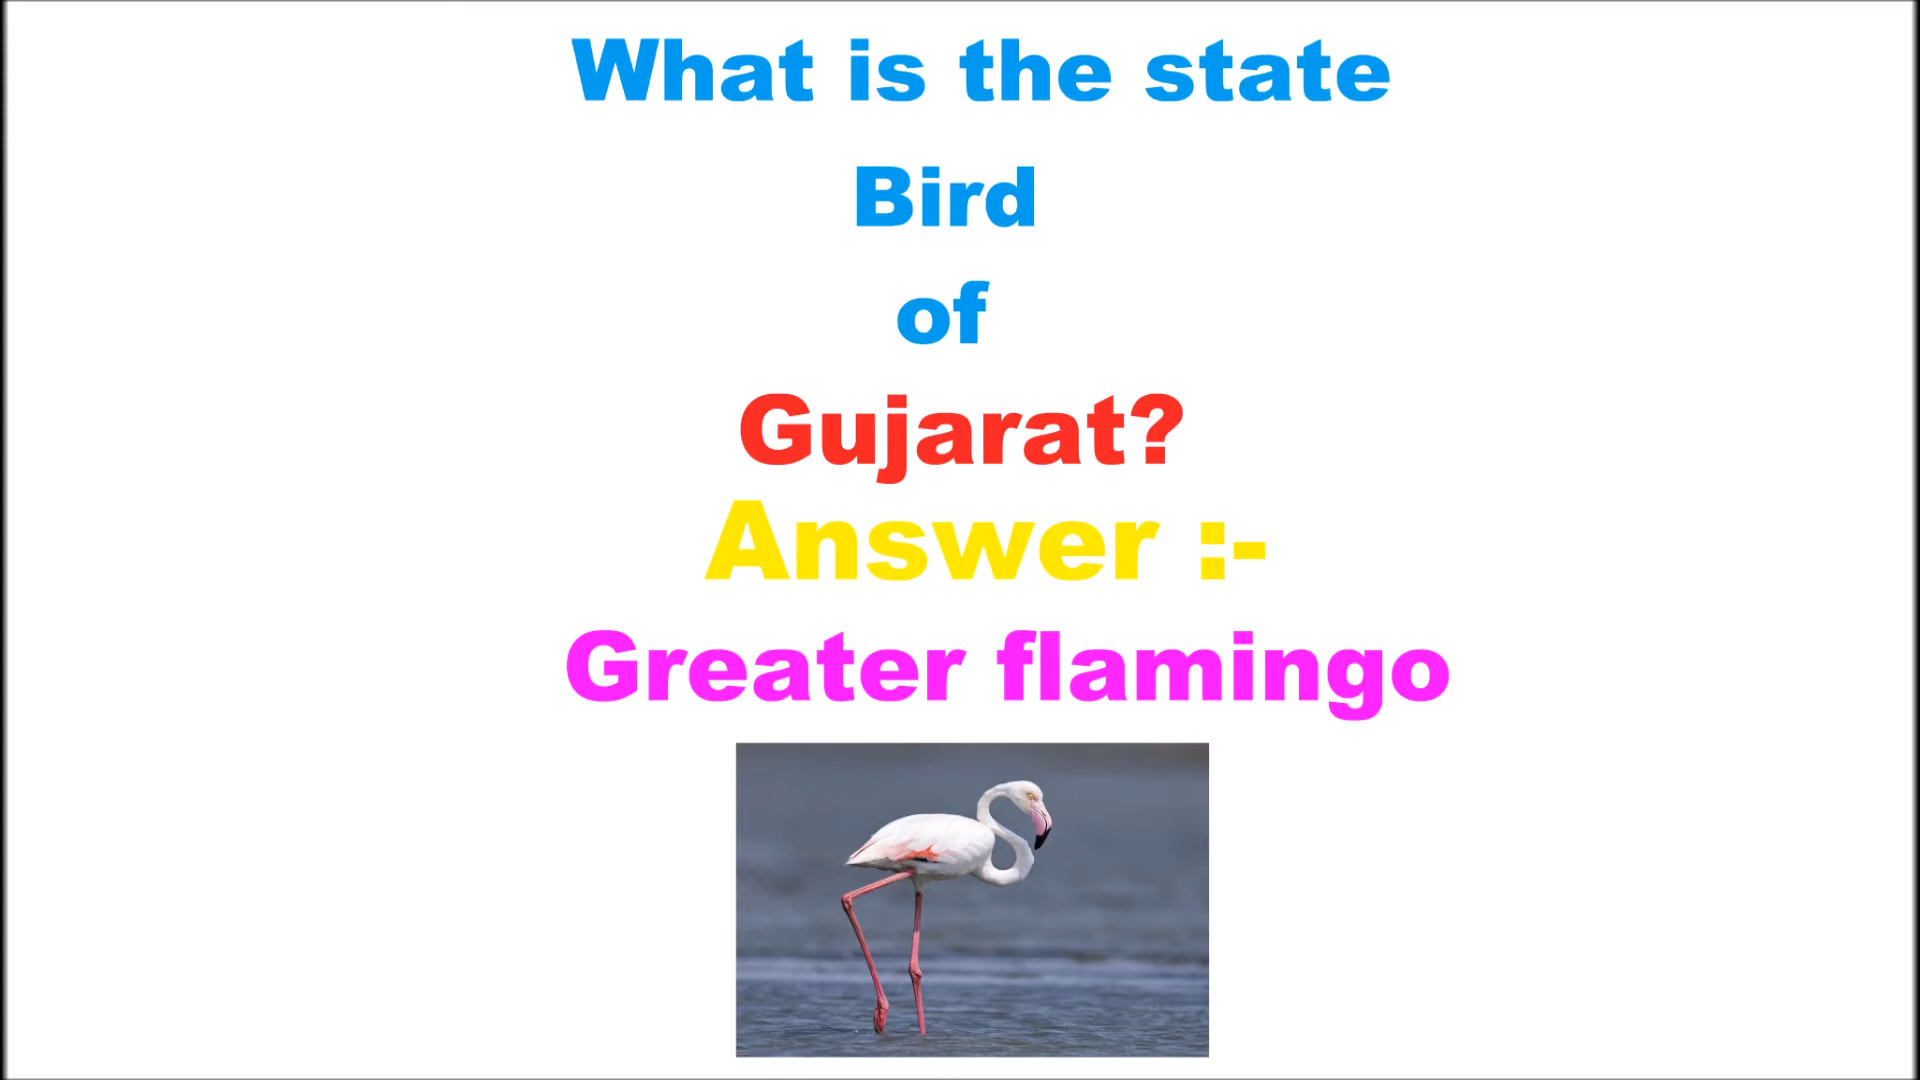 What is the state
Bird
of
Gujarat?
Answer :-
Greater flamingo